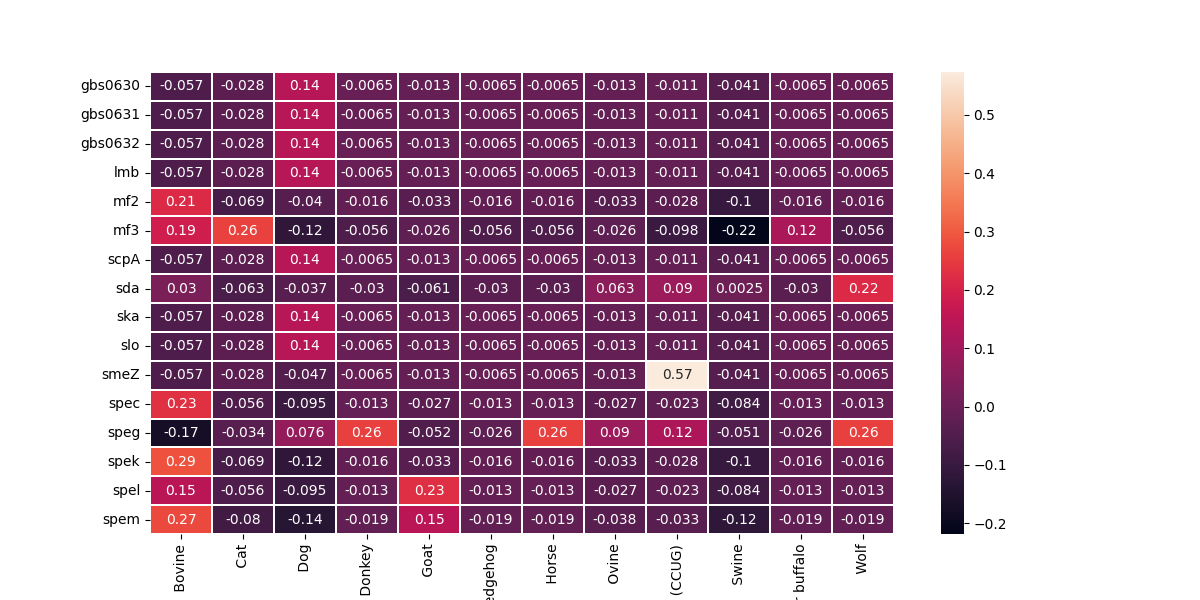 gbs0630 -0.057 -0.028 0.14 -0.0065 -0.013 -0.0065 -0.0065 -0.013 -0.011 -0.041 -0.0065 -0.0065
gbs0631 -0.057 -0.028 0.14 -0.0065 -0.013 -0.0065 -0.0065 -0.013 -0.011 -0.041 -0.0065 -0.0065 0.5
gbs0632 -0.057 -0.028 0.14 -0.0065 -0.013 -0.0065 -0.0065 -0.013 -0.011 -0.041 -0.0065 -0.0065
lmb -0.057 -0.028 0.14 -0.0065 -0.013 -0.0065 -0.0065 -0.013 -0.011 -0.041 -0.0065 -0.0065 0.4
mf2 0.21 -0.069 -0.04 -0.016 -0.033 -0.016 -0.016 -0.033 -0.028 -0.1 -0.016 -0.016
mf3 0.19 0.26 -0.12 -0.056 -0.026 -0.056 -0.056 -0.026 -0.098 -0.22 0.12 -0.056 0.3
scpA -0.057 -0.028 0.14 -0.0065 -0.013 -0.0065 -0.0065 -0.013 -0.011 -0.041 -0.0065 -0.0065
sda 0.03 -0.063 -0.037 -0.03 -0.061 -0.03 -0.03 0.063 0.09 0.0025 -0.03 0.22 0.2
ska -0.057 -0.028 0.14 -0.0065 -0.013 -0.0065 -0.0065 -0.013 -0.011 -0.041 -0.0065 -0.0065
slo -0.057 -0.028 0.14 -0.0065 -0.013 -0.0065 -0.0065 -0.013 -0.011 -0.041 -0.0065 -0.0065 0.1
smeZ -0.057 -0.028 -0.047 -0.0065 -0.013 -0.0065 -0.0065 -0.013 0.57 -0.041 -0.0065 -0.0065
spec 0.23 -0.056 -0.095 -0.013 -0.027 -0.013 -0.013 -0.027 -0.023 -0.084 -0.013 -0.013 0.0
speg -0.17 -0.034 0.076 0.26 -0.052 -0.026 0.26 0.09 0.12 -0.051 -0.026 0.26
spek 0.29 -0.069 -0.12 -0.016 -0.033 -0.016 -0.016 -0.033 -0.028 -0.1 -0.016 -0.016 −0.1
spel 0.15 -0.056 -0.095 -0.013 0.23 -0.013 -0.013 -0.027 -0.023 -0.084 -0.013 -0.013
spem 0.27 -0.08 -0.14 -0.019 0.15 -0.019 -0.019 -0.038 -0.033 -0.12 -0.019 -0.019 −0.2
Bovine
Cat
Dog
Donkey
Goat
edgehog
Horse
Ovine
(CCUG)
Swine
buffalo
Wolf